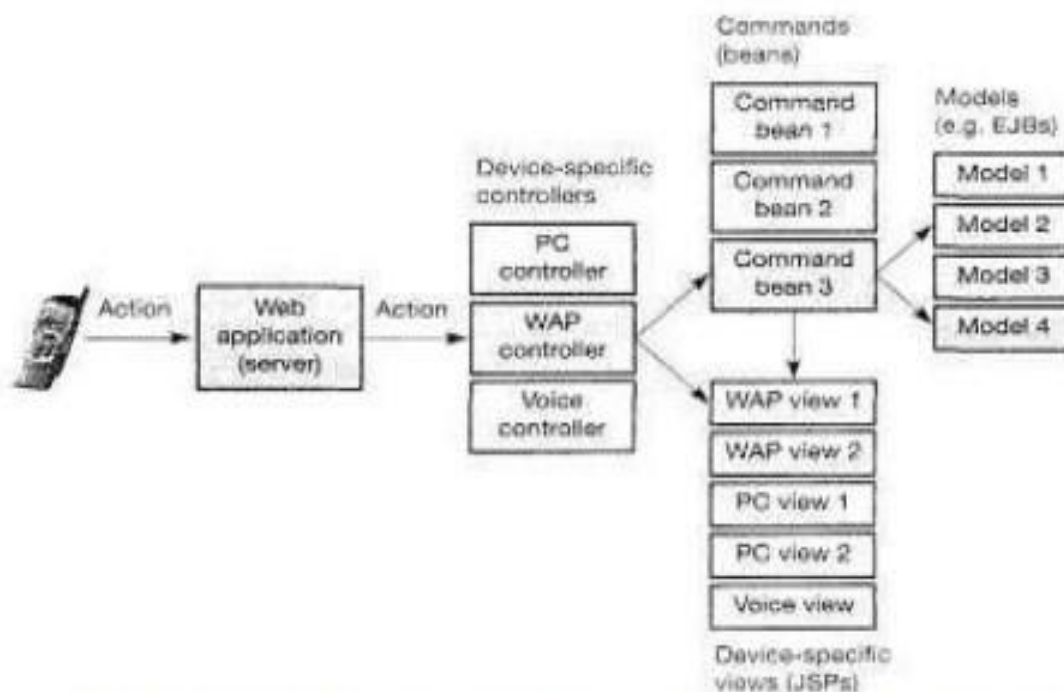 Commands
(beans)
Command
bean 1
Command
bean 2
Command
bean 3
Models
(e.g. EJBs)
Model 1
Model 2
Model 3
Model 4
Device-specific
controllers
PC
controller
WAP
controller
Voice
controller
Action
Web
application
(server)
Action
WAP view 1
WAP view 2
PC view 1
PC view 2
Voice view
Device-specific
views (JSPs)